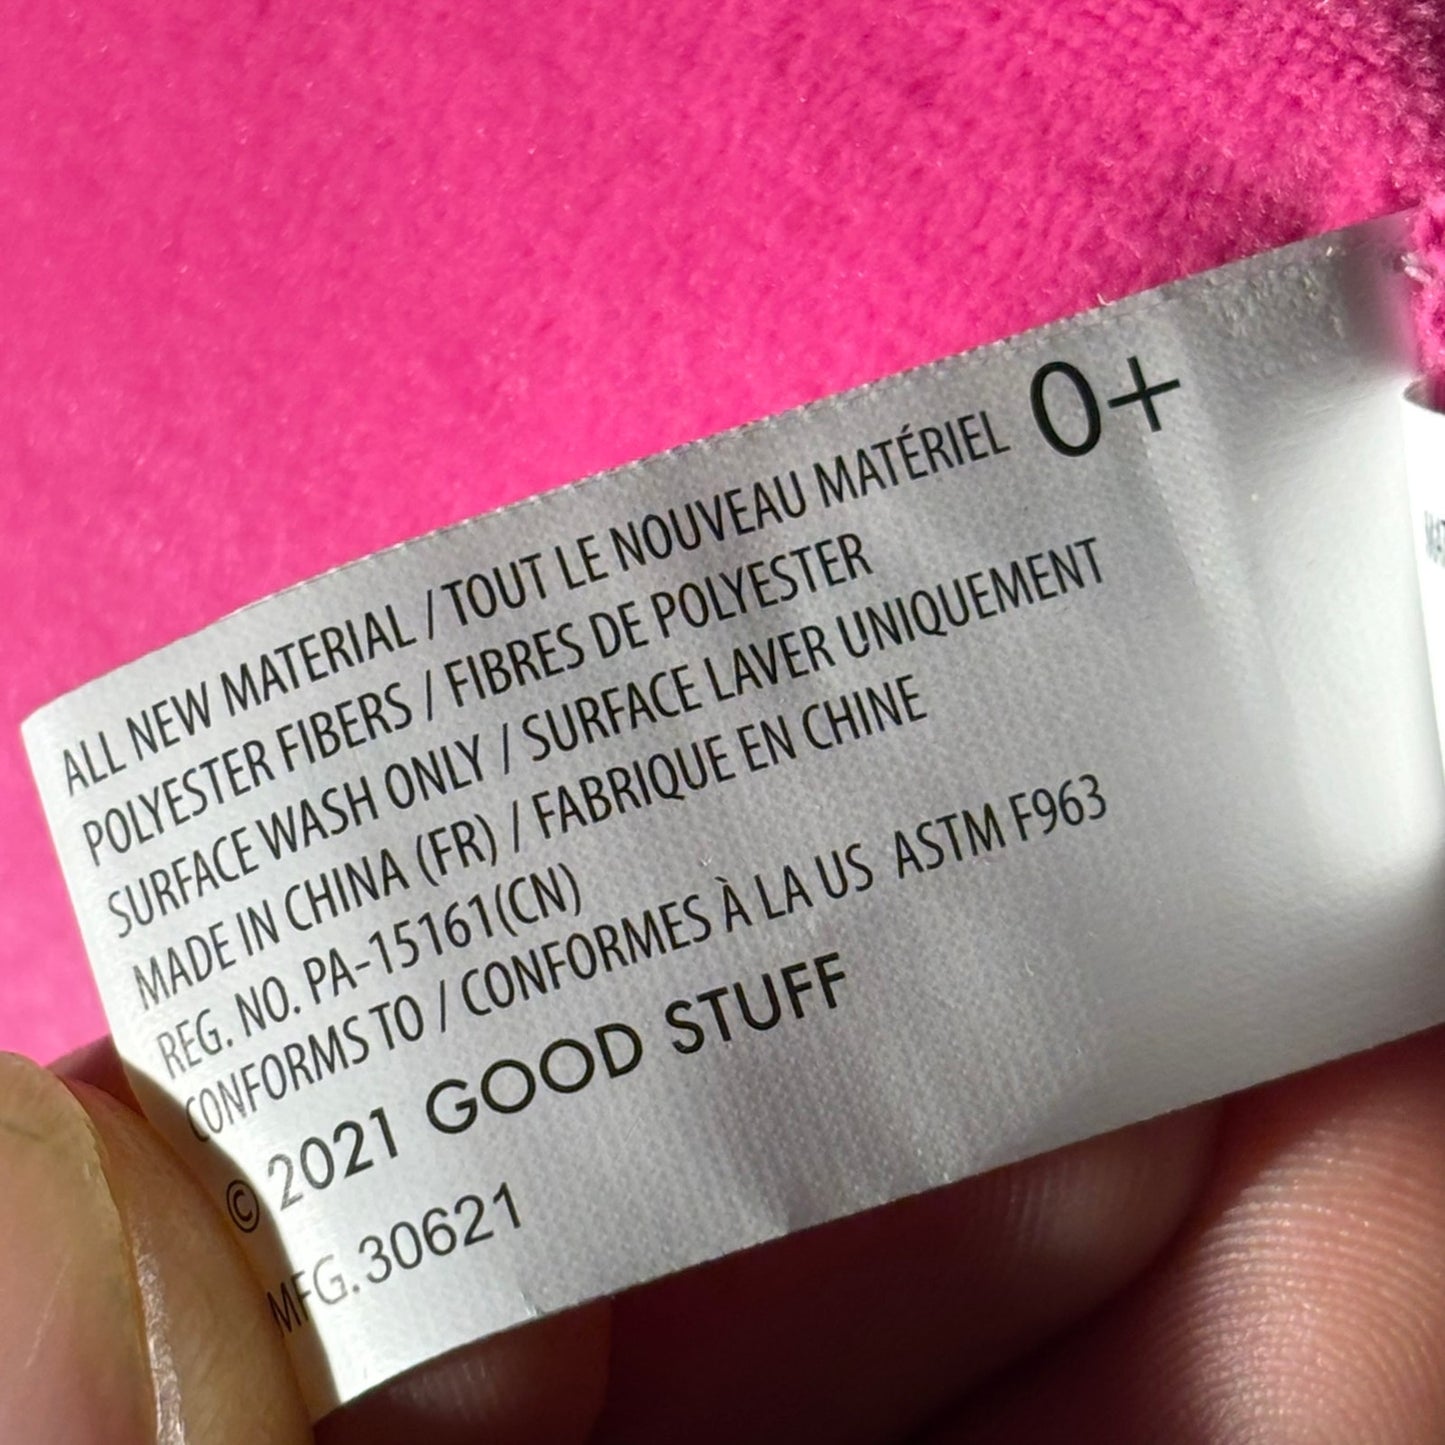 0+
ALL NEW MATERIAL / TOUT LE NOUVEAU MATÉRIEL
POLYESTER FIBERS / FIBRES DE POLYESTER
SURFACE WASH ONLY / SURFACE LAVER UNIQUEMENT
MADE IN CHINA (FR) / FABRIQUE EN CHINE
REG. NO. PA-15161(CN)
CONFORMS TO / CONFORMES À LA US ASTM F963
© 2021 GOOD STUFF
MFG.30621